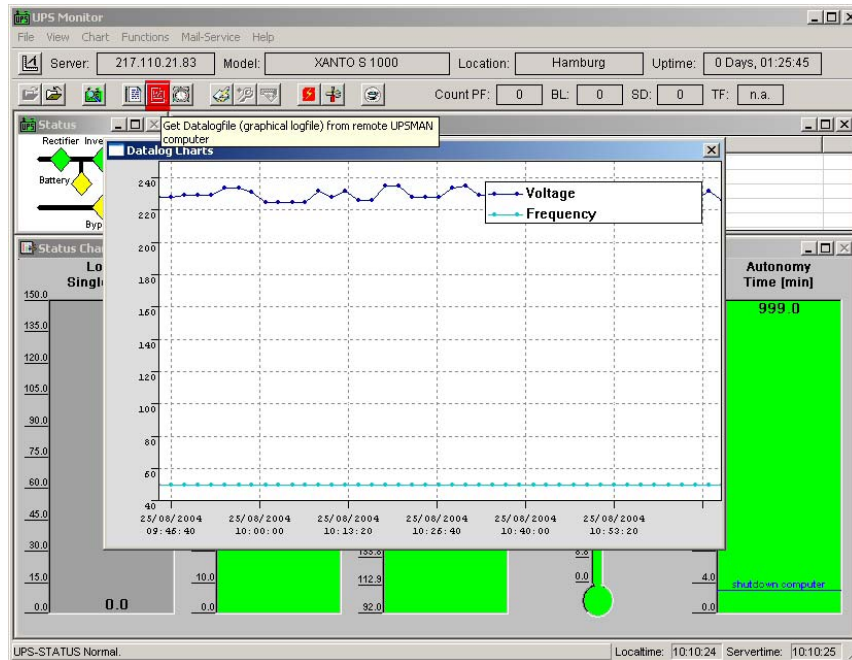 UPS Monitor
File View Chart Functions Mail-Service Help
Server: 217.110.21.83 Model: XANTO S 1000 Location: Hamburg Uptime: 0 Days, 01:25:45
Count PF: 0 BL: 0 SD: 0 TF: n.a.
Get Datalogfile (graphical logfile) from remote UPSMAN
computer
Status
Rectifier Inve
Battery
Byp
Datalog Charts
Voltage
Frequency
240
220
200
180
160
140
120
100
80
60
40
25/08/2004 25/08/2004 25/08/2004 25/08/2004 25/08/2004 25/08/2004
09:46:40 10:00:00 10:13:20 10:26:40 10:40:00 10:53:20
Status Cha
Lo
Singl
150.0
135.0
120.0
105.0
90.0
75.0
60.0
45.0
30.0
15.0
0.0
0.0
10.0
0.0
112.9
92.0
0.0
Autonomy
Time [min]
999.0
4.0
shutdown computer
0.0
UPS-STATUS Normal.
Localtime: 10:10:24 Servertime: 10:10:25